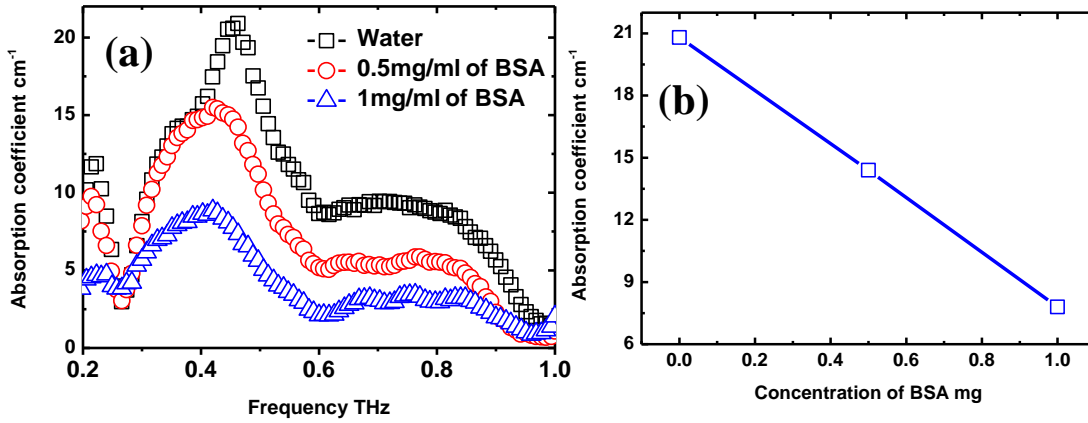 (a)
Water
0.5mg/ml of BSA
1mg/ml of BSA
Absorption coefficient cm⁻¹
20
15
10
5
0
0.2 0.4 0.6 0.8 1.0
Frequency THz
(b)
Absorption coefficient cm⁻¹
21
18
15
12
9
6
0.0 0.2 0.4 0.6 0.8 1.0
Concentration of BSA mg